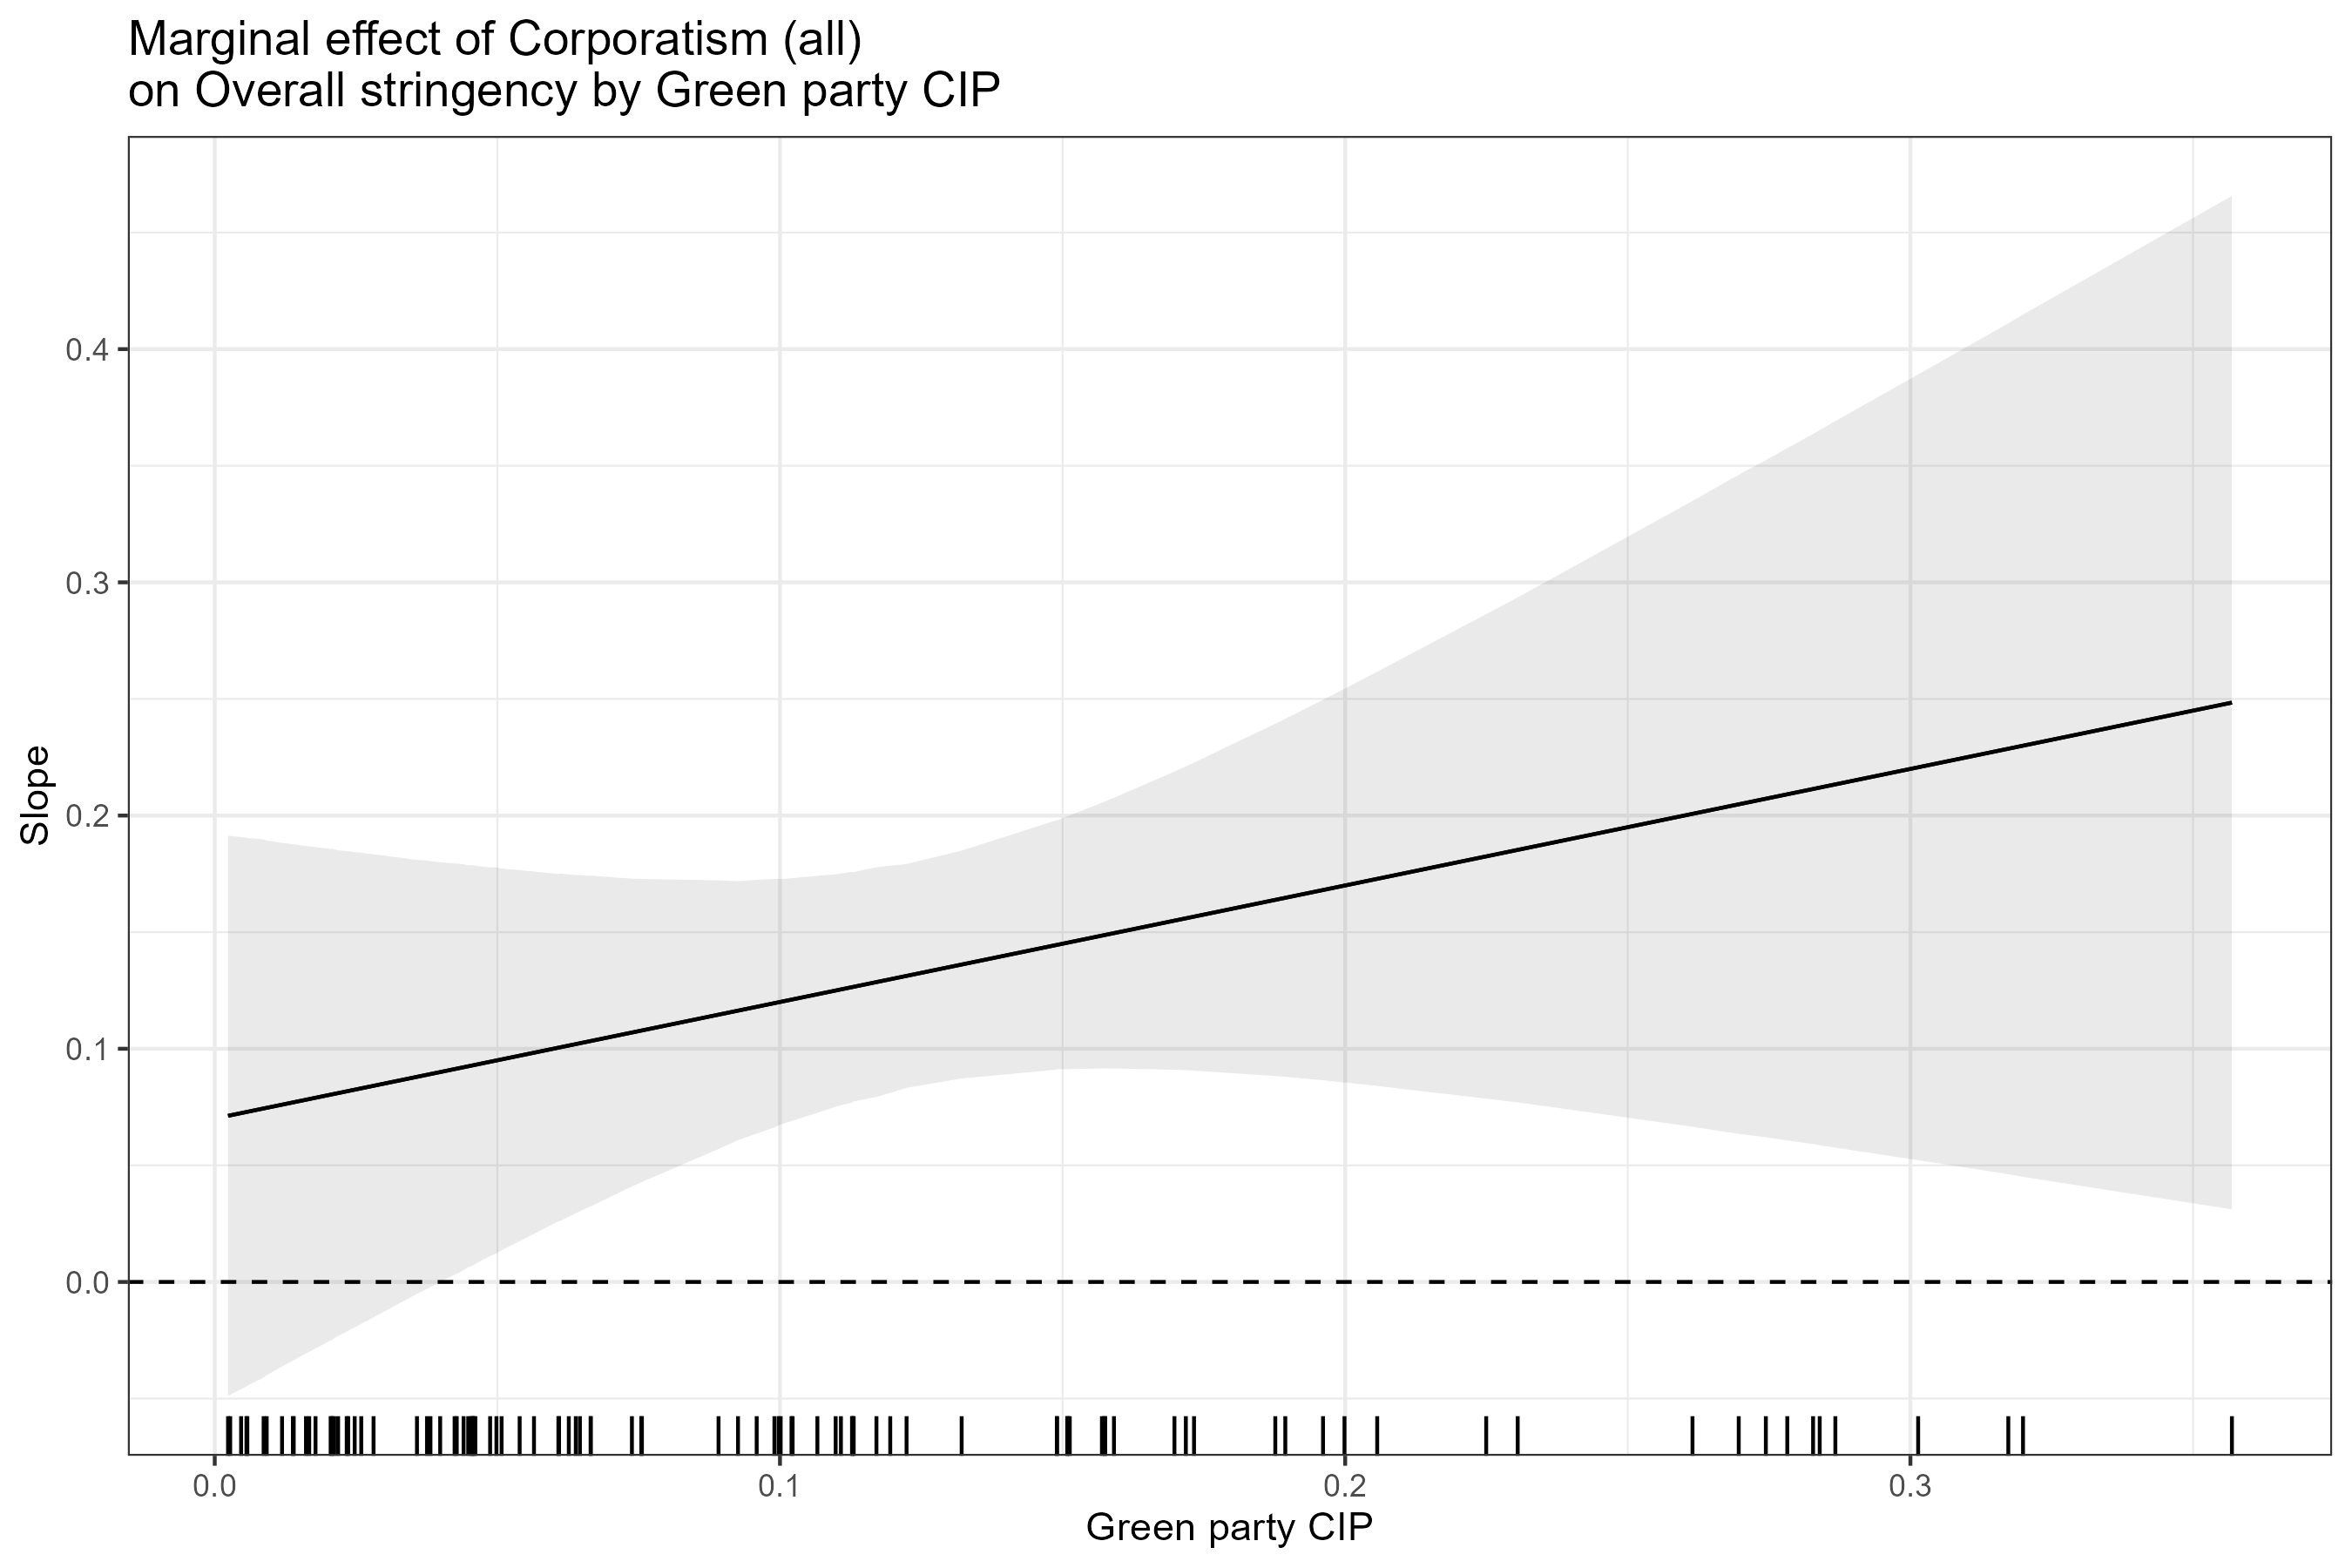 Marginal effect of Corporatism (all)
on Overall stringency by Green party CIP
0.4
0.3
0.2
0.1
0.0
Slope
0.0 0.1 0.2 0.3
Green party CIP